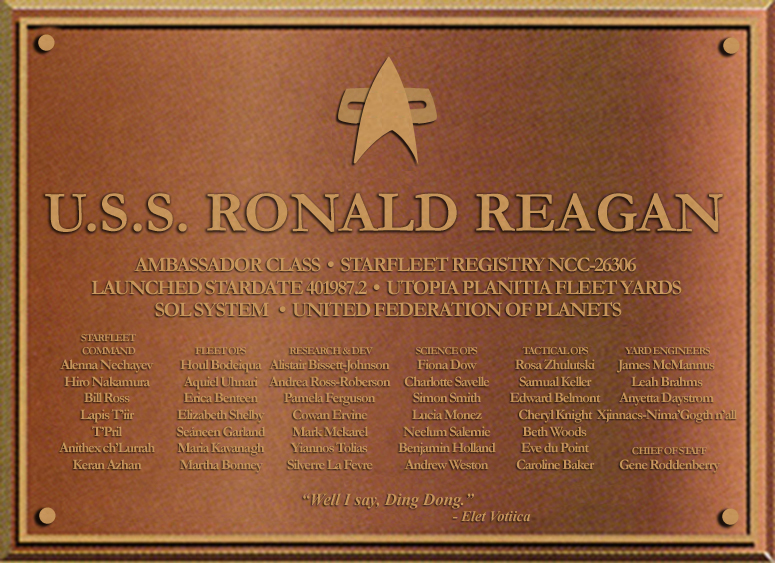 U.S.S. RONALD REAGAN
AMBASSADOR CLASS • STARFLEET REGISTRY NCC-26306
LAUNCHED STARDATE 401987.2 • UTOPIA PLANITIA FLEET YARDS
SOL SYSTEM • UNITED FEDERATION OF PLANETS
STARFLEET
COMMAND
Alenna Nechayev
Hiro Nakamura
Bill Ross
Lapis T'iir
T'Pril
Anithex ch'Lurrah
Keran Azhan
FLEET OPS
Houl Bodeiqua
Aquiel Uhnari
Erica Benteen
Elizabeth Shelby
Seaneen Garland
Maria Kavanagh
Martha Bonney
RESEARCH & DEV
Alistair Bissett-Johnson
Andrea Ross-Roberson
Pamela Ferguson
Cowan Ervine
Mark Mckarel
Yiannos Tolias
Silverre La Fevre
SCIENCE OPS
Fiona Dow
Charlotte Savelle
Simon Smith
Lucia Monez
Neelum Salemie
Benjamin Holland
Andrew Weston
TACTICAL OPS
Rosa Zhulutski
Samuel Keller
Edward Belmont
Cheryl Knight
Beth Woods
Eve du Point
Caroline Baker
YARD ENGINEERS
James McMannus
Leah Brahms
Anyetta Daystrom
Xjinnacs-Nima'Gogth n'all
CHIEF OF STAFF
Gene Roddenberry
"Well I say, Ding Dong."
- Elet Votiica